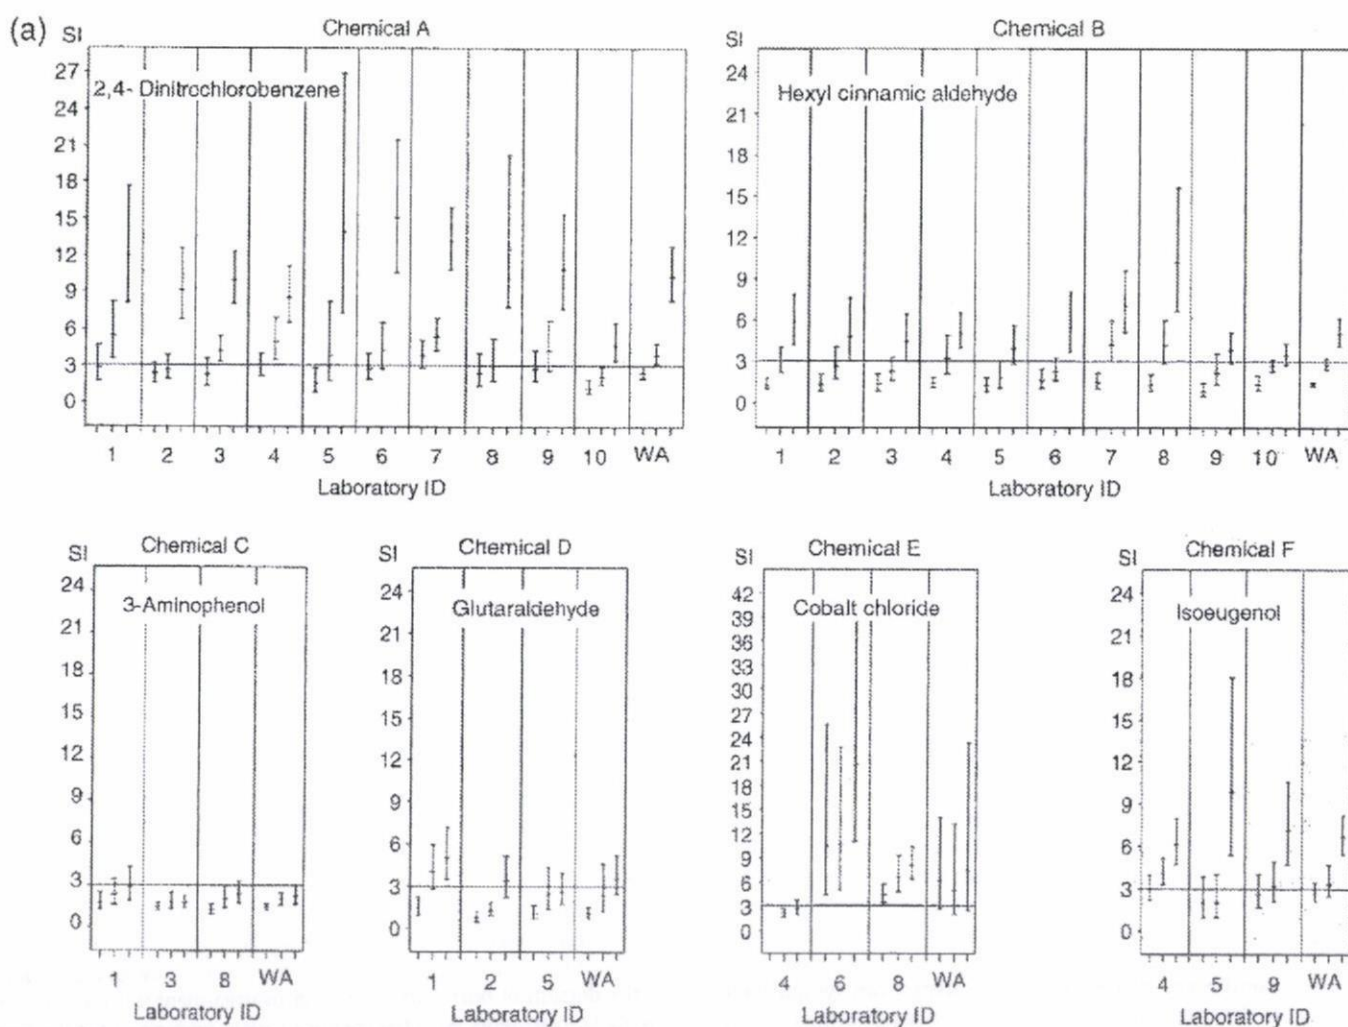 (a)
SI
Chemical A
27
24
21
18
15
12
9
6
3
0
2,4- Dinitrochlorobenzene
1 2 3 4 5 6 7 8 9 10 WA
Laboratory ID
SI
Chemical B
24
21
18
15
12
9
6
3
0
Hexyl cinnamic aldehyde
1 2 3 4 5 6 7 8 9 10 WA
Laboratory ID
SI
Chemical C
24
21
18
15
12
9
6
3
0
3-Aminophenol
1 3 8 WA
Laboratory ID
SI
Chemical D
24
21
18
15
12
9
6
3
0
Glutaraldehyde
1 2 5 WA
Laboratory ID
SI
Chemical E
42
39
36
33
30
27
24
21
18
15
12
9
6
3
0
Cobalt chloride
4 6 8 WA
Laboratory ID
SI
Chemical F
24
21
18
15
12
9
6
3
0
Isoeugenol
4 5 9 WA
Laboratory ID